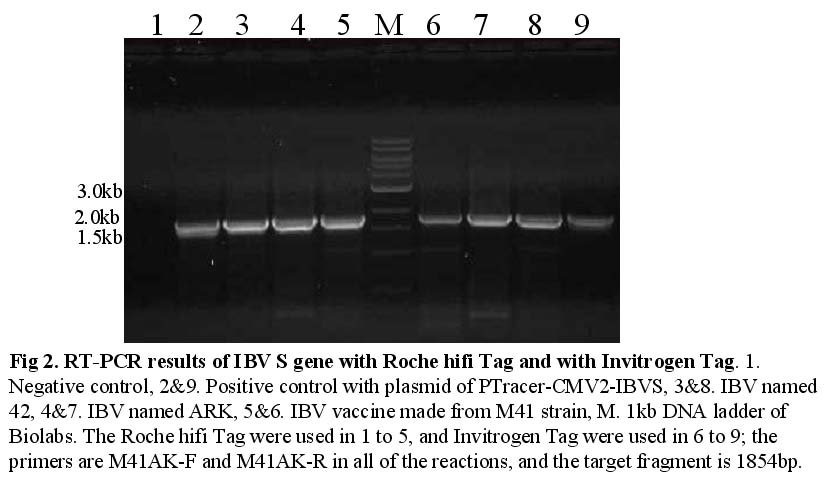 1 2 3 4 5 M 6 7 8 9
3.0kb
2.0kb
1.5kb
Fig 2. RT-PCR results of IBV S gene with Roche hifi Tag and with Invitrogen Tag. 1.
Negative control, 2&9. Positive control with plasmid of PTracer-CMV2-IBVS, 3&8. IBV named
42, 4&7. IBV named ARK, 5&6. IBV vaccine made from M41 strain, M. 1kb DNA ladder of
Biolabs. The Roche hifi Tag were used in 1 to 5, and Invitrogen Tag were used in 6 to 9; the
primers are M41AK-F and M41AK-R in all of the reactions, and the target fragment is 1854bp.